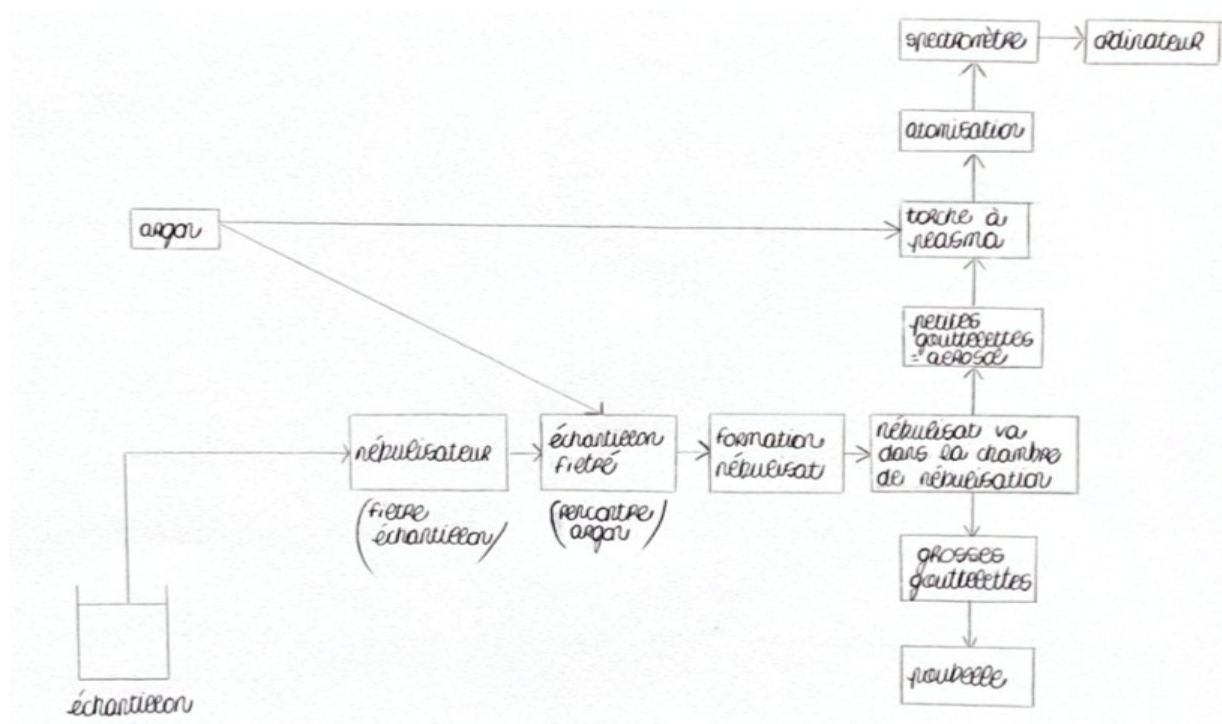 spectromètre
ordinateur
atomisation
argon
torche à
plasma
petites
gouttelettes
= aerosol
nébulisateur
(filtre
échantillon)
échantillon
filtré
(rencontre
argon)
formation
nébulisat
nébulisat va
dans la chambre
de nébulisation
grosses
gouttelettes
poubelle
échantillon